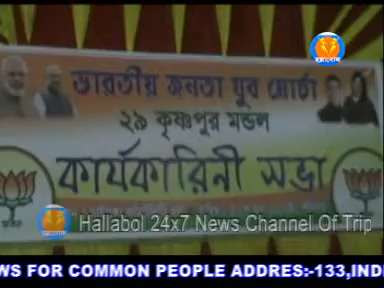 হাল্লাবোল
ভারতীয় জনতা যুব মোর্চা
২৯ কৃষ্ণপুর মন্ডল
কার্যকারিনী সভা
Hallabol 24x7 News Channel Of Trip
WS FOR COMMON PEOPLE ADDRES:-133,INDI